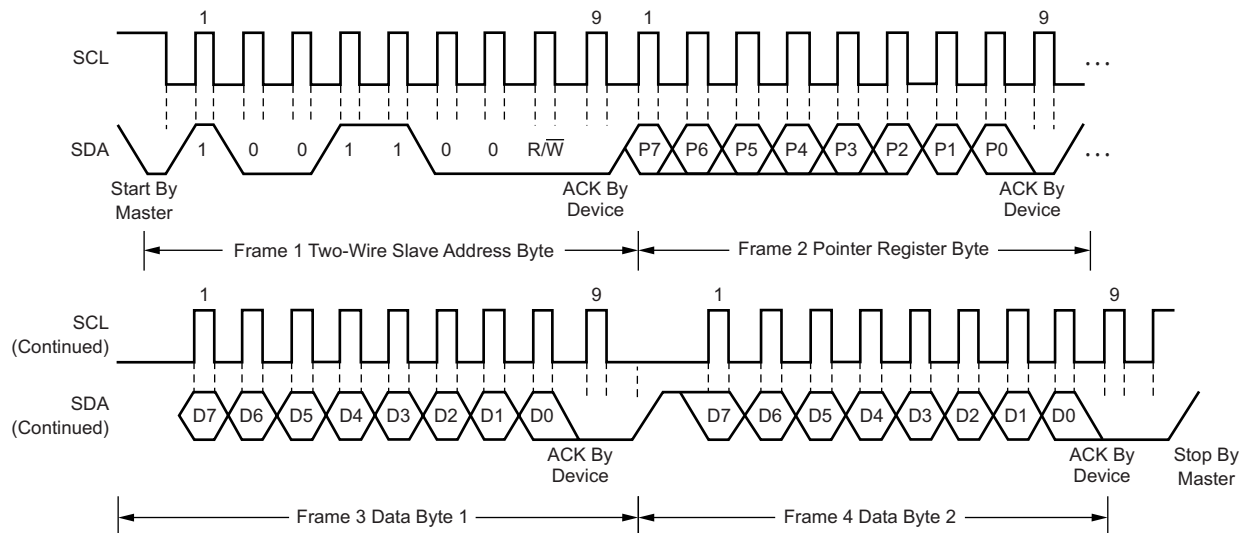 1 9 1 9
SCL ...
SDA 1 0 0 1 1 0 0 R/W̅ P7 P6 P5 P4 P3 P2 P1 P0 ...
Start By
Master
ACK By
Device
ACK By
Device
Frame 1 Two-Wire Slave Address Byte
Frame 2 Pointer Register Byte
1 9 1 9
SCL
(Continued)
SDA
(Continued)
D7 D6 D5 D4 D3 D2 D1 D0 D7 D6 D5 D4 D3 D2 D1 D0
ACK By
Device
ACK By
Device
Stop By
Master
Frame 3 Data Byte 1
Frame 4 Data Byte 2